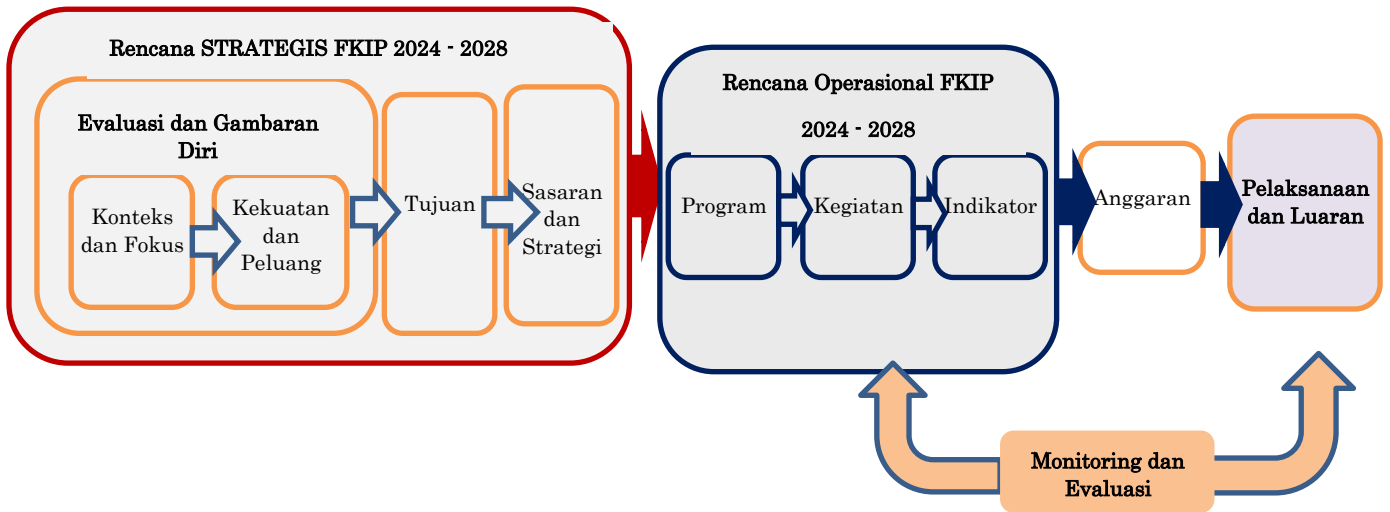 Rencana STRATEGIS FKIP 2024 - 2028
Evaluasi dan Gambaran
Diri
Konteks
dan Fokus
Kekuatan
dan
Peluang
Tujuan
Sasaran
dan
Strategi
Rencana Operasional FKIP
2024 - 2028
Program
Kegiatan
Indikator
Anggaran
Pelaksanaan
dan Luaran
Monitoring dan
Evaluasi